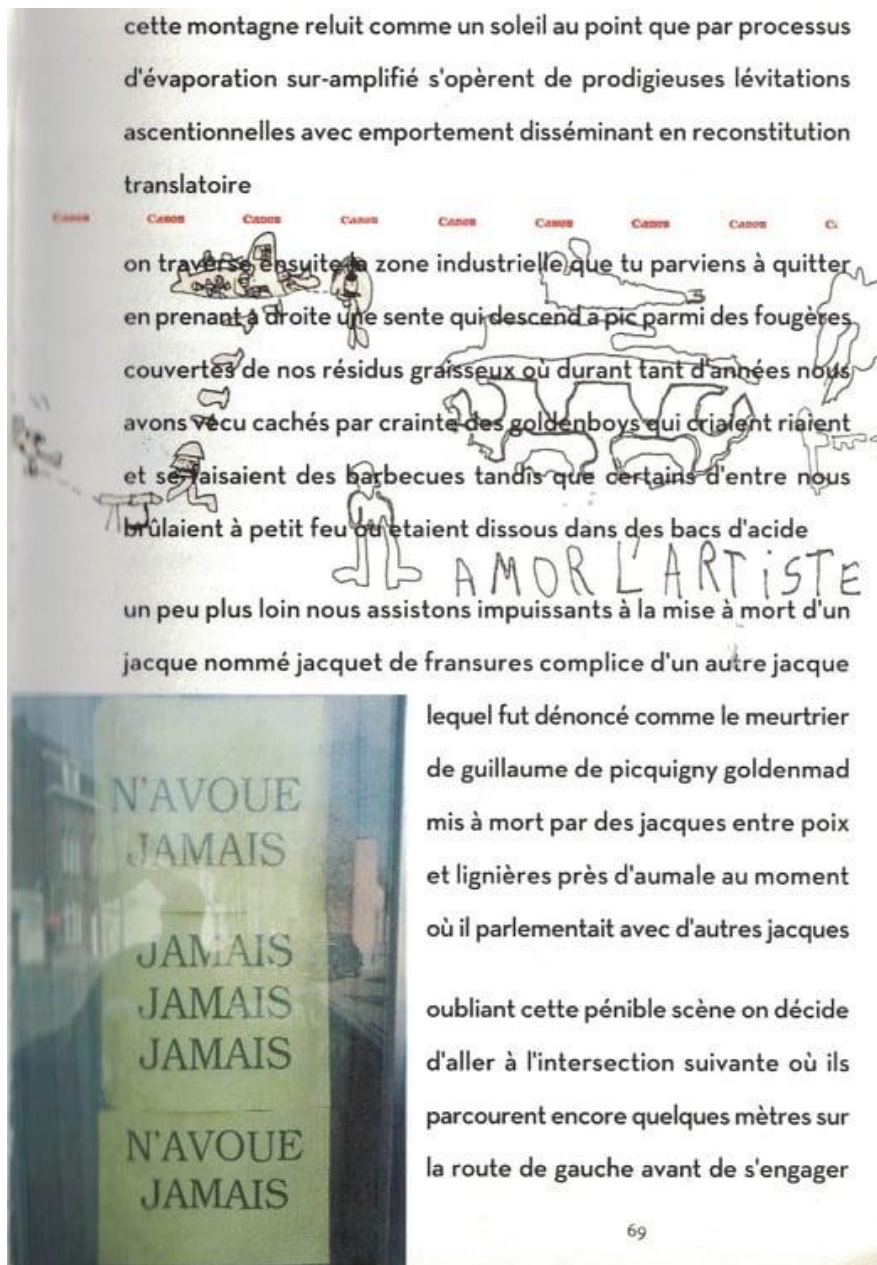 cette montagne reluit comme un soleil au point que par processus
d'évaporation sur-amplifié s'opèrent de prodigieuses lévitations
ascentionnelles avec emportement disséminant en reconstitution
translatoire
Canon Canon Canon Canon Canon Canon Canon Canon
on traverse ensuite la zone industrielle que tu parviens à quitter
en prenant à droite une sente qui descend à pic parmi des fougères
couvertes de nos résidus graisseux où durant tant d'années nous
avons vécu cachés par crainte des goldenboys qui criaient riaient
et se faisaient des barbecues tandis que certains d'entre nous
brûlaient à petit feu ou étaient dissous dans des bacs d'acide
AMOR L'ARTiSTE
un peu plus loin nous assistons impuissants à la mise à mort d'un
jacque nommé jacquet de fransures complice d'un autre jacque
lequel fut dénoncé comme le meurtrier
de guillaume de picquigny goldenmad
mis à mort par des jacques entre poix
et lignières près d'aumale au moment
où il parlementait avec d'autres jacques
oubliant cette pénible scène on décide
d'aller à l'intersection suivante où ils
parcourent encore quelques mètres sur
la route de gauche avant de s'engager
N'AVOUE
JAMAIS
JAMAIS
JAMAIS
JAMAIS
N'AVOUE
JAMAIS
69